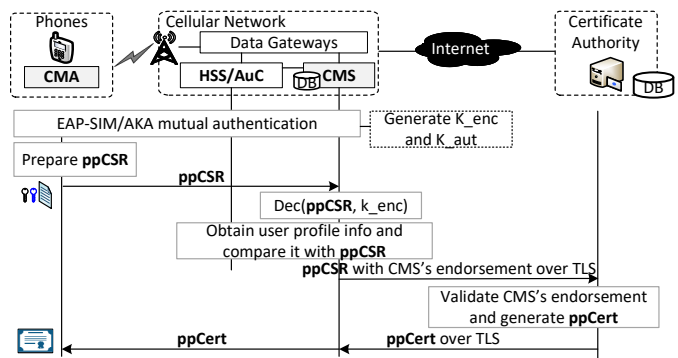 Phones
Cellular Network
Certificate
Authority
Data Gateways
Internet
CMA
HSS/AuC
DB
CMS
DB
EAP-SIM/AKA mutual authentication
Generate K_enc
and K_aut
Prepare ppCSR
ppCSR
Dec(ppCSR, k_enc)
Obtain user profile info and
compare it with ppCSR
ppCSR with CMS's endorsement over TLS
Validate CMS's endorsement
and generate ppCert
ppCert
ppCert over TLS